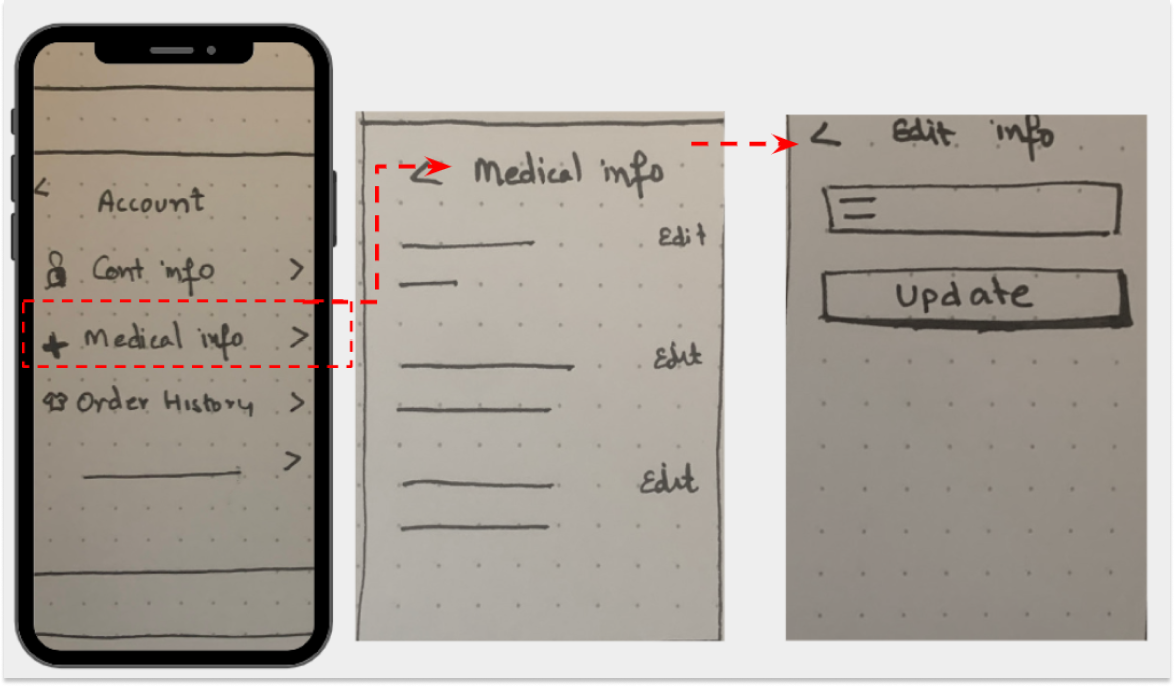 Account
Cont info
Medical info
Order History
Medical info
Edit
Edit
Edit
Edit info
Update